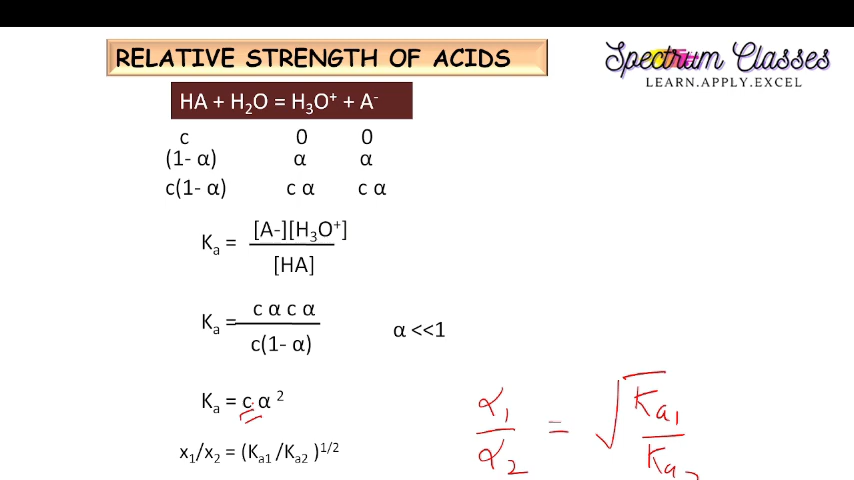 RELATIVE STRENGTH OF ACIDS
Spectrum Classes
LEARN.APPLY.EXCEL
HA + H₂O = H₃O⁺ + A⁻
c 0 0
(1- α) α α
c(1- α) c α c α
Kₐ = [A-][H₃O⁺]
[HA]
Kₐ = c α c α
c(1- α)
α <<1
Kₐ = c α ²
x₁/x₂ = (Kₐ₁ /Kₐ₂ )¹/²
α₁ = √Kₐ₁
α₂ Kₐ₂